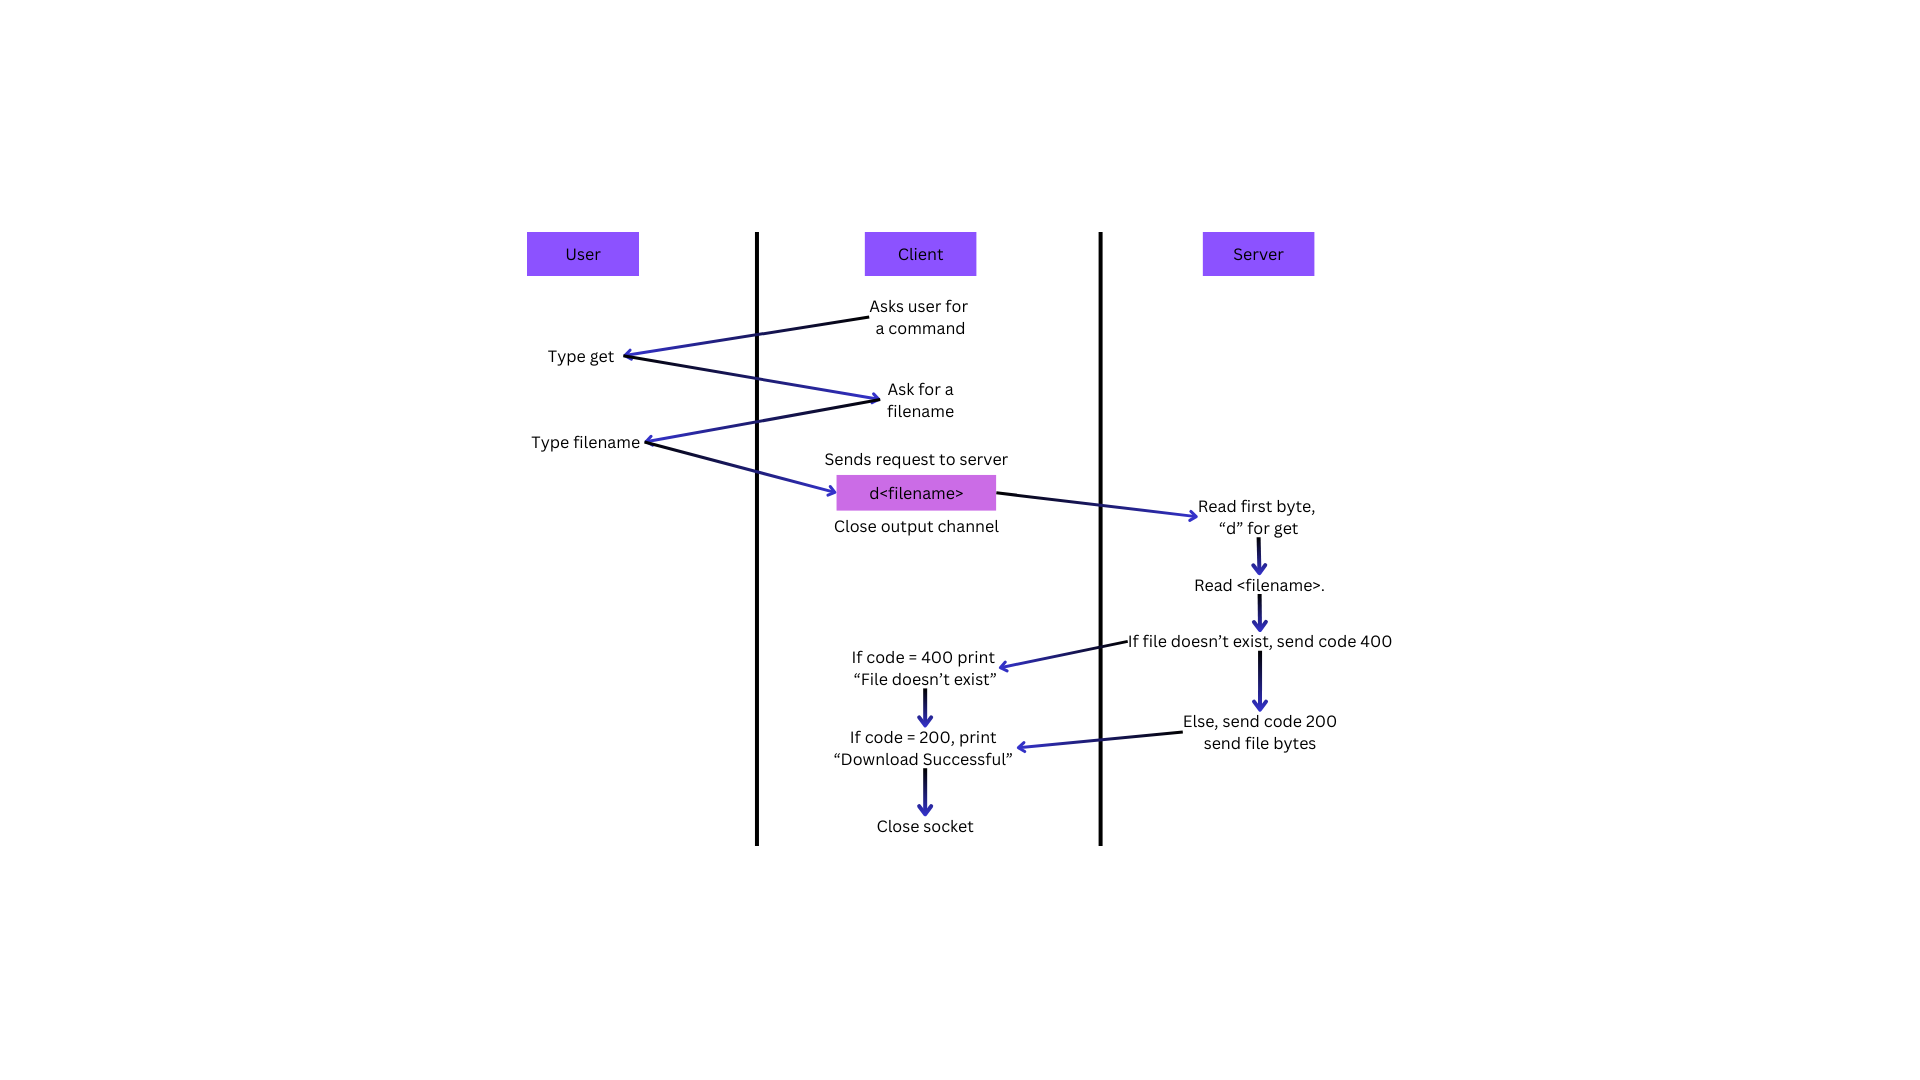 User
Client
Server
Asks user for
a command
Type get
Ask for a
filename
Type filename
Sends request to server
d<filename>
Close output channel
Read first byte,
“d” for get
Read <filename>.
If file doesn’t exist, send code 400
If code = 400 print
“File doesn’t exist”
Else, send code 200
send file bytes
If code = 200, print
“Download Successful”
Close socket